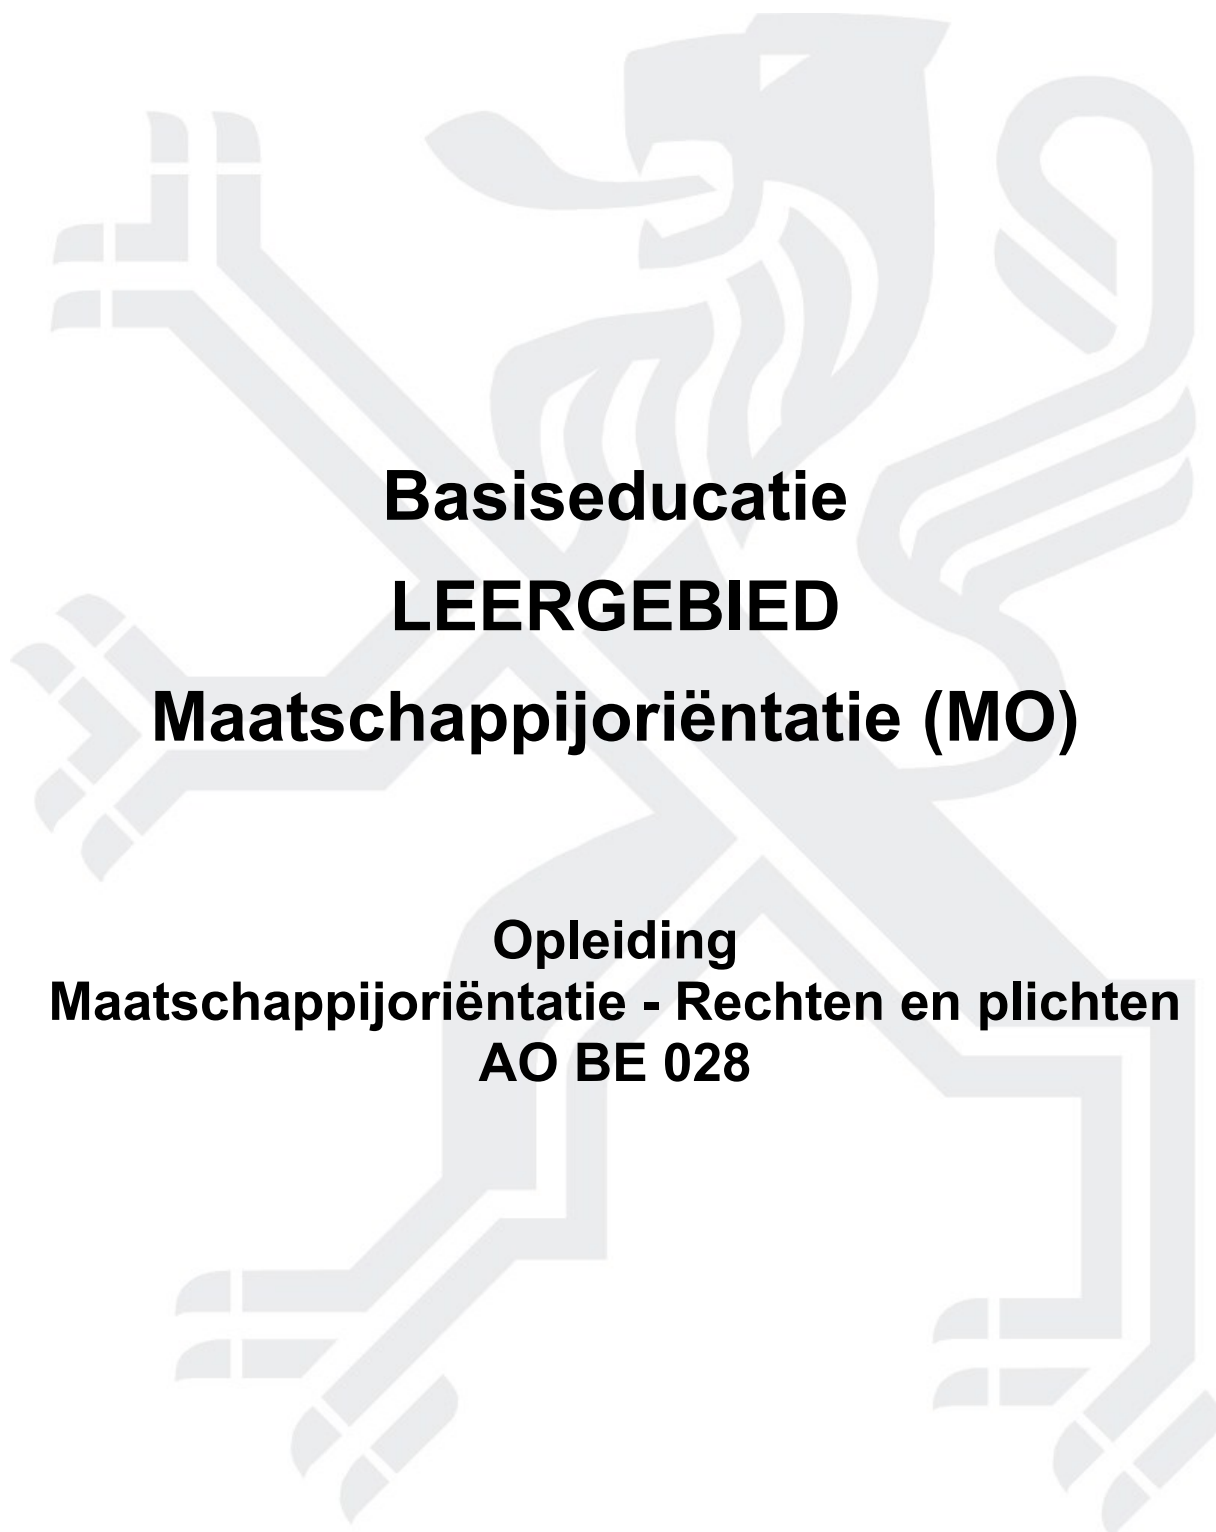 Basiseducatie
LEERGEBIED
Maatschappijoriëntatie (MO)
Opleiding
Maatschappijoriëntatie - Rechten en plichten
AO BE 028